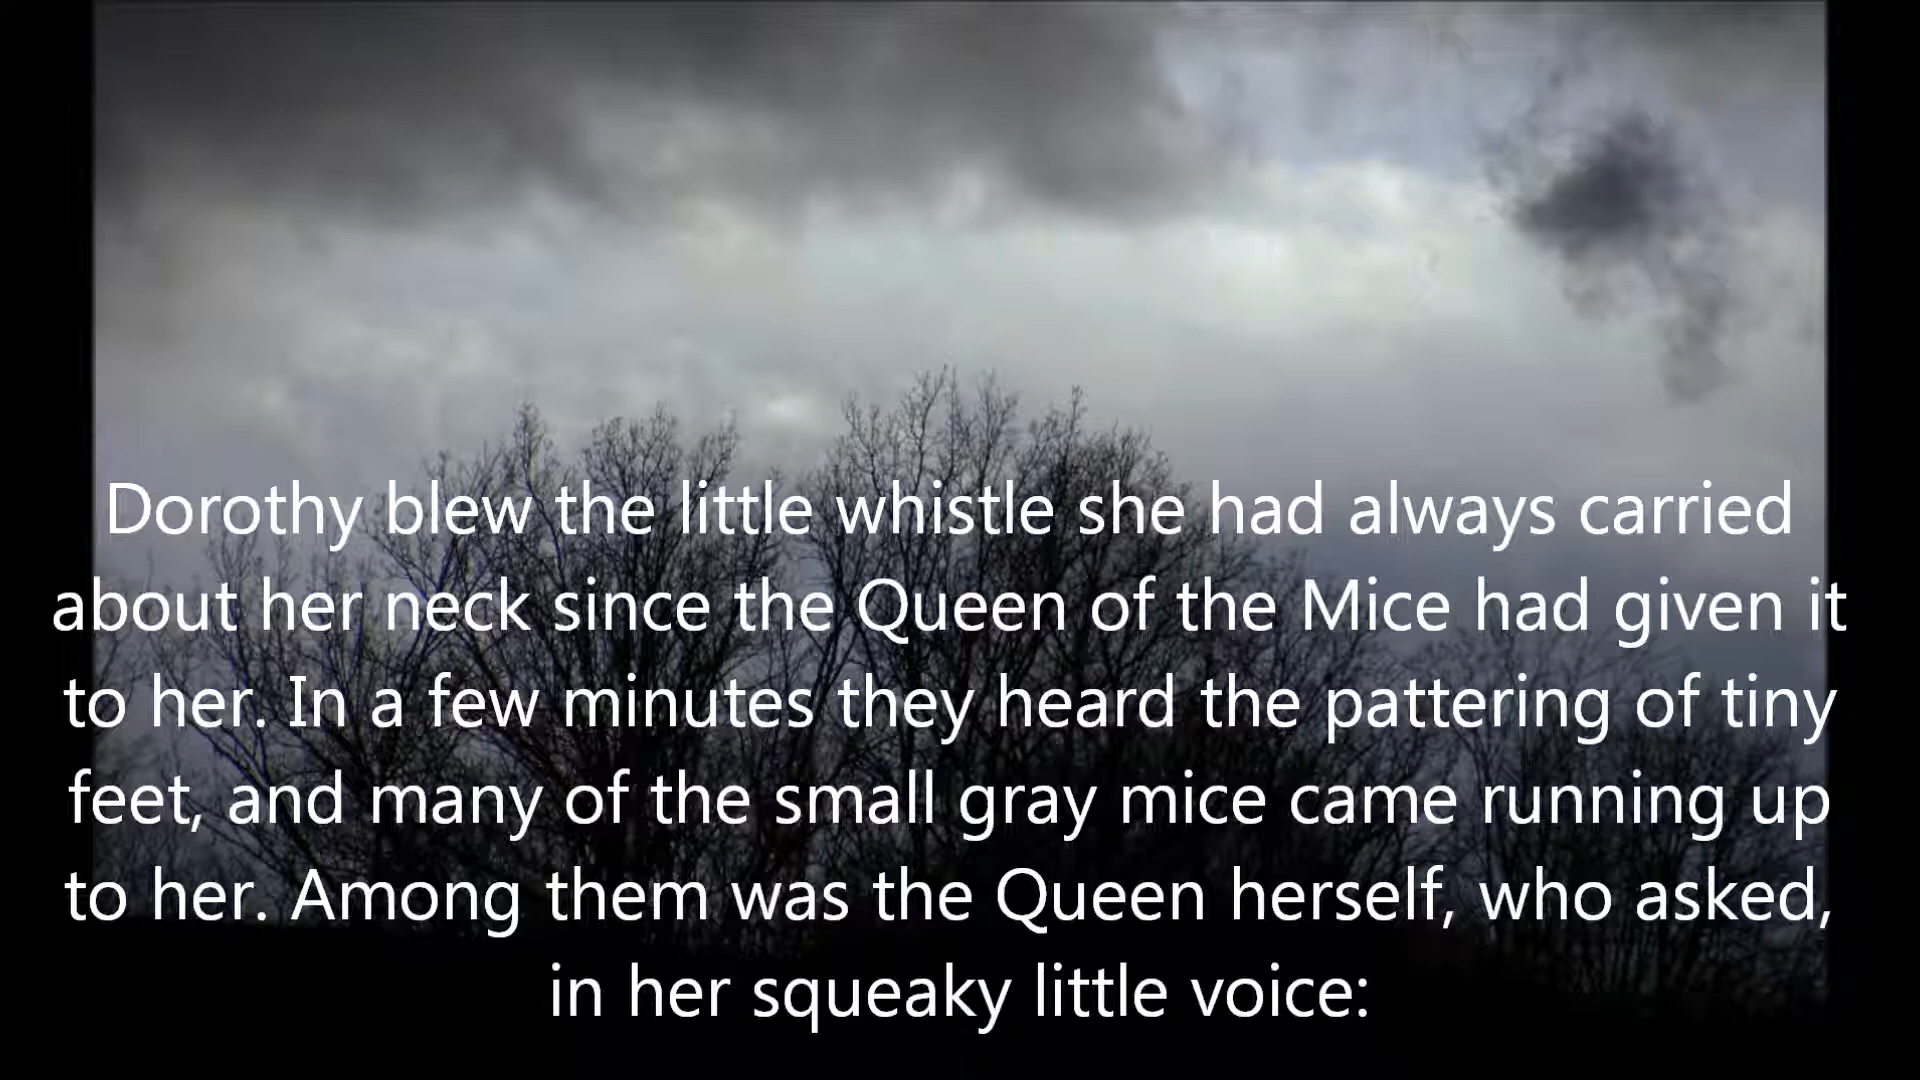 Dorothy blew the little whistle she had always carried
about her neck since the Queen of the Mice had given it
to her. In a few minutes they heard the pattering of tiny
feet, and many of the small gray mice came running up
to her. Among them was the Queen herself, who asked,
in her squeaky little voice: